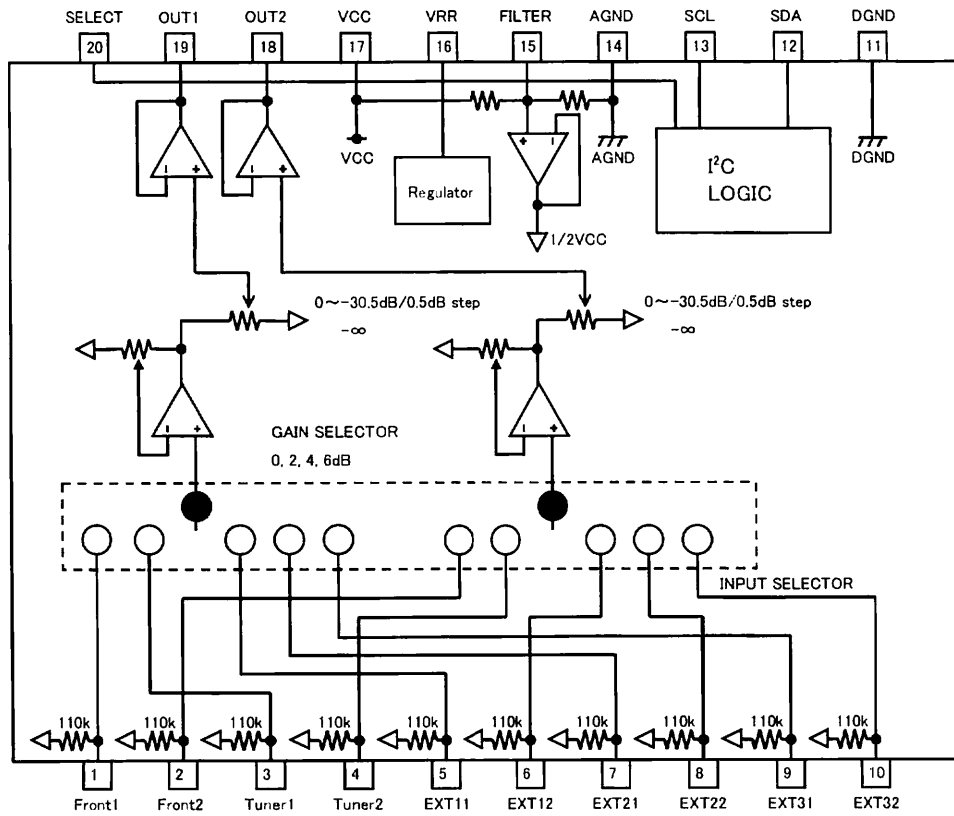 SELECT OUT1 OUT2 VCC VRR FILTER AGND SCL SDA DGND
20 19 18 17 16 15 14 13 12 11
VCC
Regulator
+ -
AGND
I²C
LOGIC
DGND
- + - +
1/2VCC
0～-30.5dB/0.5dB step
-∞
0～-30.5dB/0.5dB step
-∞
- +
- +
GAIN SELECTOR
0, 2, 4, 6dB
INPUT SELECTOR
110k 110k 110k 110k 110k 110k 110k 110k 110k 110k
1 2 3 4 5 6 7 8 9 10
Front1 Front2 Tuner1 Tuner2 EXT11 EXT12 EXT21 EXT22 EXT31 EXT32